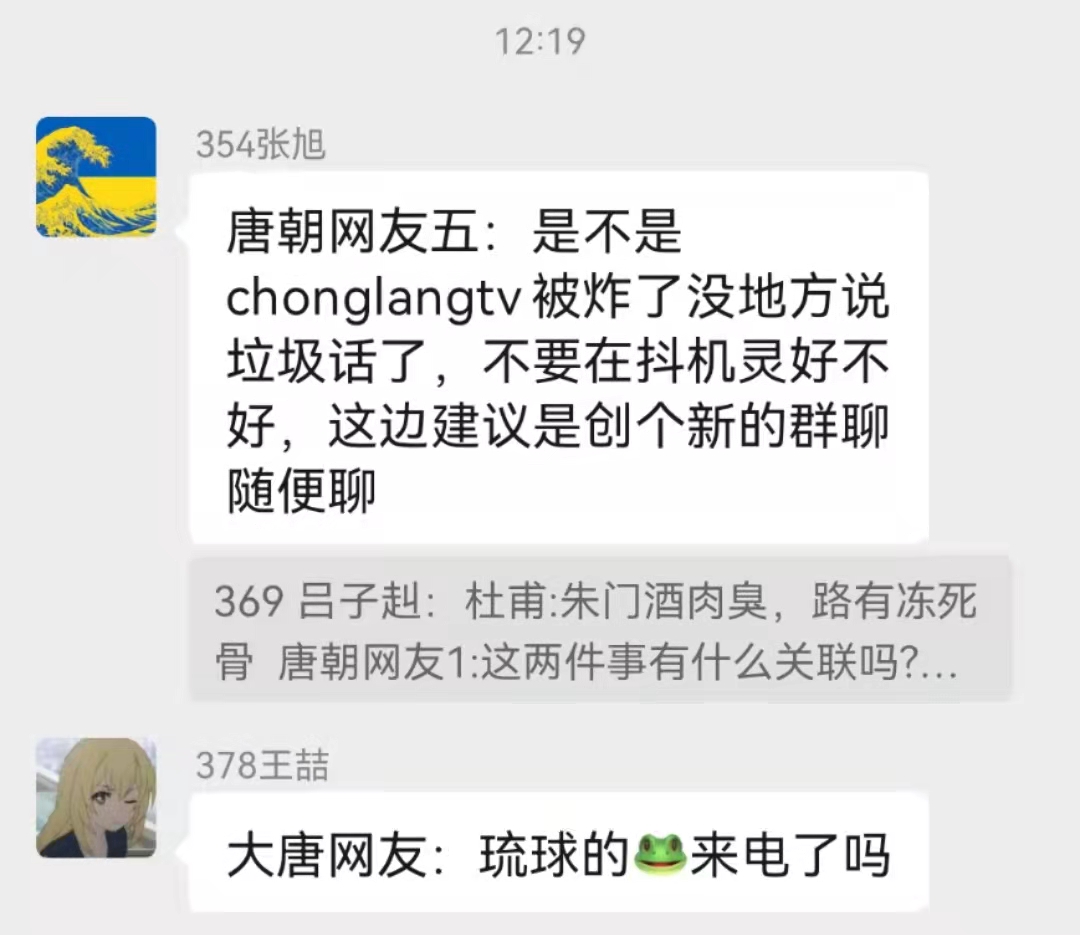 12:19
354张旭
唐朝网友五：是不是
chonglangtv被炸了没地方说
垃圾话了，不要在抖机灵好不
好，这边建议是创个新的群聊
随便聊
369 吕子赳：杜甫:朱门酒肉臭，路有冻死
骨 唐朝网友1:这两件事有什么关联吗?...
378王喆
大唐网友：琉球的🐸来电了吗